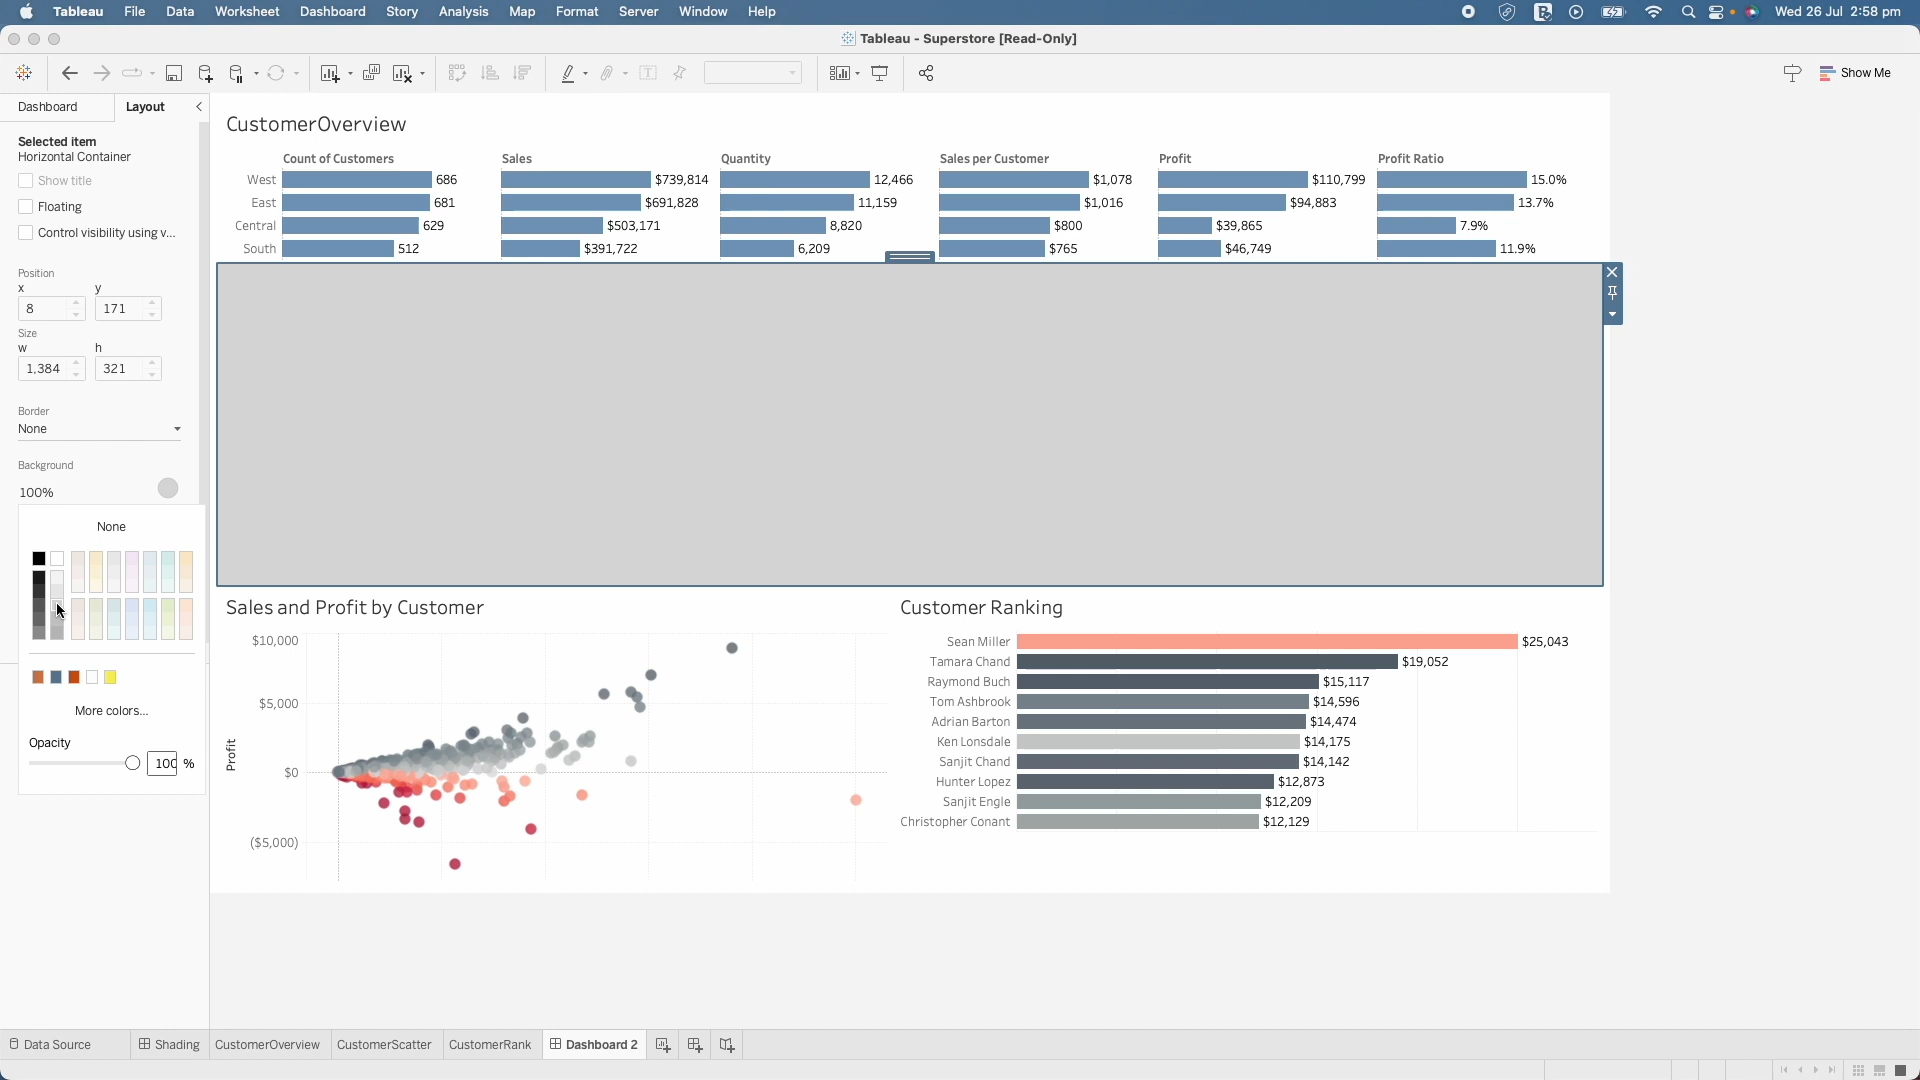 Tableau File Data Worksheet Dashboard Story Analysis Map Format Server Window Help Wed 26 Jul 2:58 pm
Tableau - Superstore [Read-Only]
Show Me
Dashboard Layout
Selected item
Horizontal Container
Show title
Floating
Control visibility using v...
Position
x y
8 171
Size
w h
1,384 321
Border
None
Background
100%
None
More colors...
Opacity
100 %
CustomerOverview
Count of Customers Sales Quantity Sales per Customer Profit Profit Ratio
West 686 $739,814 12,466 $1,078 $110,799 15.0%
East 681 $691,828 11,159 $1,016 $94,883 13.7%
Central 629 $503,171 8,820 $800 $39,865 7.9%
South 512 $391,722 6,209 $765 $46,749 11.9%
Sales and Profit by Customer
$10,000
$5,000
$0
($5,000)
Profit
Customer Ranking
Sean Miller $25,043
Tamara Chand $19,052
Raymond Buch $15,117
Tom Ashbrook $14,596
Adrian Barton $14,474
Ken Lonsdale $14,175
Sanjit Chand $14,142
Hunter Lopez $12,873
Sanjit Engle $12,209
Christopher Conant $12,129
Data Source Shading CustomerOverview CustomerScatter CustomerRank Dashboard 2